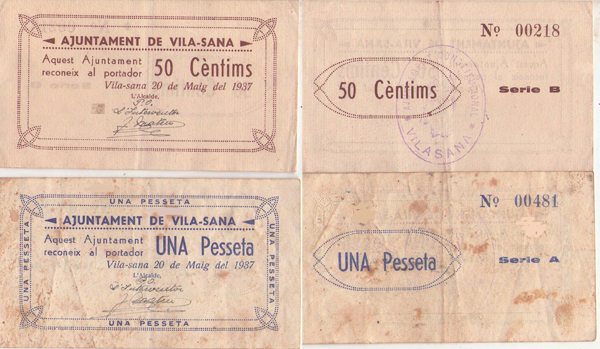 AJUNTAMENT DE VILA-SANA
Aquest Ajuntament
reconeix al portador 50 Cèntims
Vila-sana 20 de Maig del 1937
L'Alcalde,
P.O.
L'Interventor
Nº 00218
50 Cèntims
Serie B
VILASANA
UNA PESSETA
AJUNTAMENT DE VILA-SANA
Aquest Ajuntament
reconeix al portador UNA Pesseta
Vila-sana 20 de Maig del 1937
L'Alcalde,
P.O.
L'Interventor
UNA PESSETA
UNA PESSETA
UNA PESSETA
Nº 00481
UNA Pesseta
Serie A